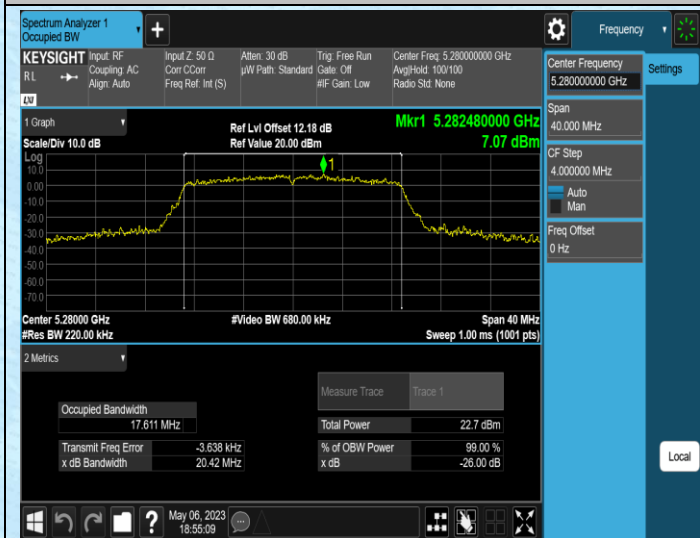 Spectrum Analyzer 1
Occupied BW
+
Frequency
KEYSIGHT
R L
LXI
Input: RF
Coupling: AC
Align: Auto
Input Z: 50 Ω
Corr CCorr
Freq Ref: Int (S)
Atten: 30 dB
µW Path: Standard
Trig: Free Run
Gate: Off
#IF Gain: Low
Center Freq: 5.280000000 GHz
Avg|Hold: 100/100
Radio Std: None
Center Frequency
5.280000000 GHz
Settings
Span
40.000 MHz
CF Step
4.000000 MHz
Auto
Man
Freq Offset
0 Hz
Local
1 Graph
Scale/Div 10.0 dB
Ref Lvl Offset 12.18 dB
Ref Value 20.00 dBm
Mkr1 5.282480000 GHz
7.07 dBm
Log
10.0
0.00
-10.0
-20.0
-30.0
-40.0
-50.0
-60.0
-70.0
1
Center 5.28000 GHz
#Res BW 220.00 kHz
#Video BW 680.00 kHz
Span 40 MHz
Sweep 1.00 ms (1001 pts)
2 Metrics
Measure Trace
Trace 1
Occupied Bandwidth
17.611 MHz
Total Power
22.7 dBm
Transmit Freq Error
-3.638 kHz
% of OBW Power
99.00 %
x dB Bandwidth
20.42 MHz
x dB
-26.00 dB
?
May 06, 2023
18:55:09